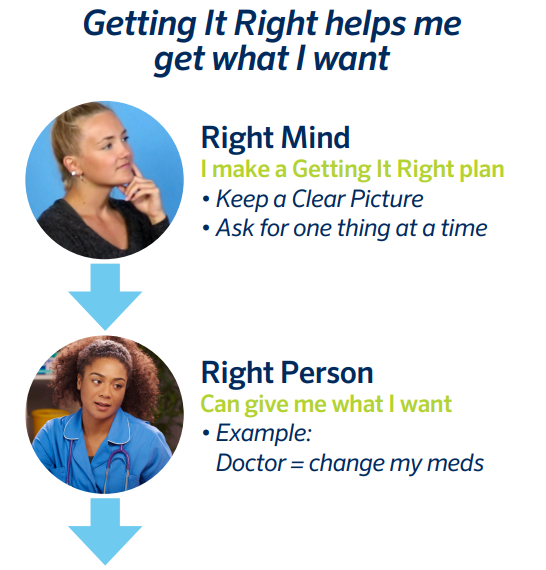 Getting It Right helps me
get what I want
Right Mind
I make a Getting It Right plan
• Keep a Clear Picture
• Ask for one thing at a time
Right Person
Can give me what I want
• Example:
Doctor = change my meds